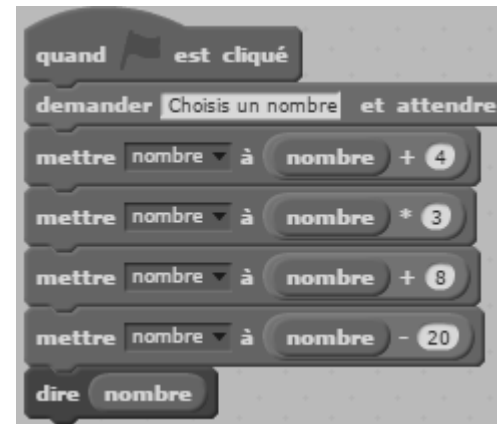 quand est cliqué
demander Choisis un nombre et attendre
mettre nombre à nombre + 4
mettre nombre à nombre * 3
mettre nombre à nombre + 8
mettre nombre à nombre - 20
dire nombre